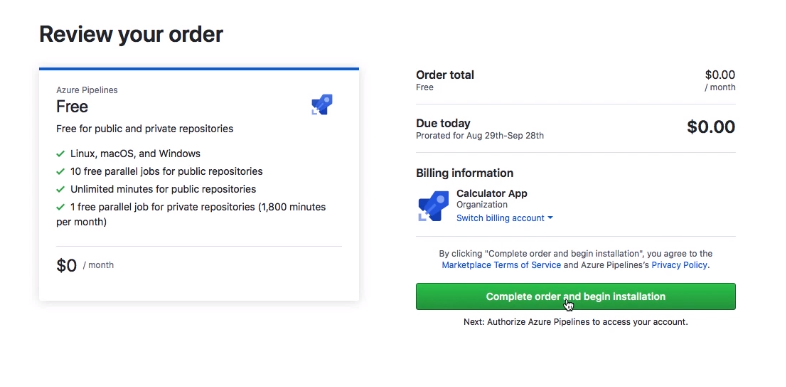 Review your order
Azure Pipelines
Free
Free for public and private repositories
Linux, macOS, and Windows
10 free parallel jobs for public repositories
Unlimited minutes for public repositories
1 free parallel job for private repositories (1,800 minutes
per month)
$0 / month
Order total $0.00
Free / month
Due today $0.00
Prorated for Aug 29th-Sep 28th
Billing information
Calculator App
Organization
Switch billing account
By clicking "Complete order and begin installation", you agree to the
Marketplace Terms of Service and Azure Pipelines's Privacy Policy.
Complete order and begin installation
Next: Authorize Azure Pipelines to access your account.